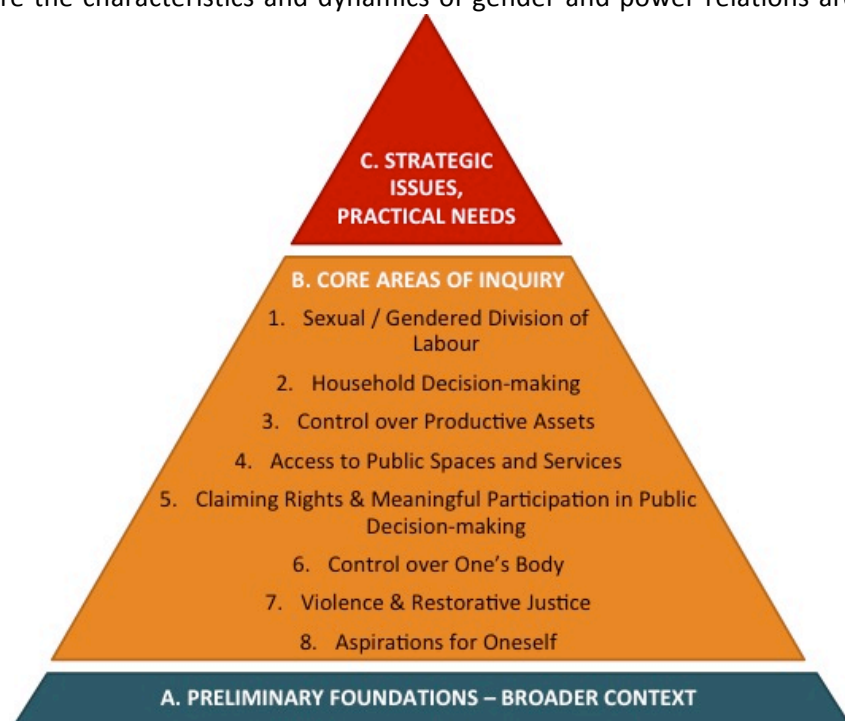 re the characteristics and dynamics of gender and power relations are
C. STRATEGIC
ISSUES,
PRACTICAL NEEDS
B. CORE AREAS OF INQUIRY
1. Sexual / Gendered Division of
Labour
2. Household Decision-making
3. Control over Productive Assets
4. Access to Public Spaces and Services
5. Claiming Rights & Meaningful Participation in Public
Decision-making
6. Control over One's Body
7. Violence & Restorative Justice
8. Aspirations for Oneself
A. PRELIMINARY FOUNDATIONS – BROADER CONTEXT